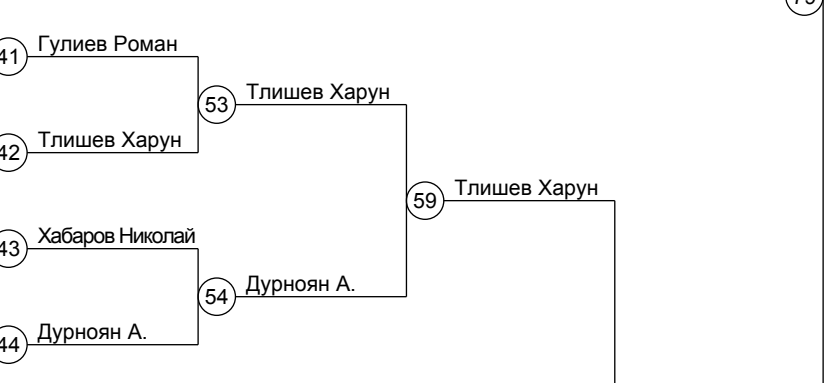 41 Гулиев Роман
42 Тлишев Харун
53 Тлишев Харун
43 Хабаров Николай
44 Дурноян А.
54 Дурноян А.
59 Тлишев Харун